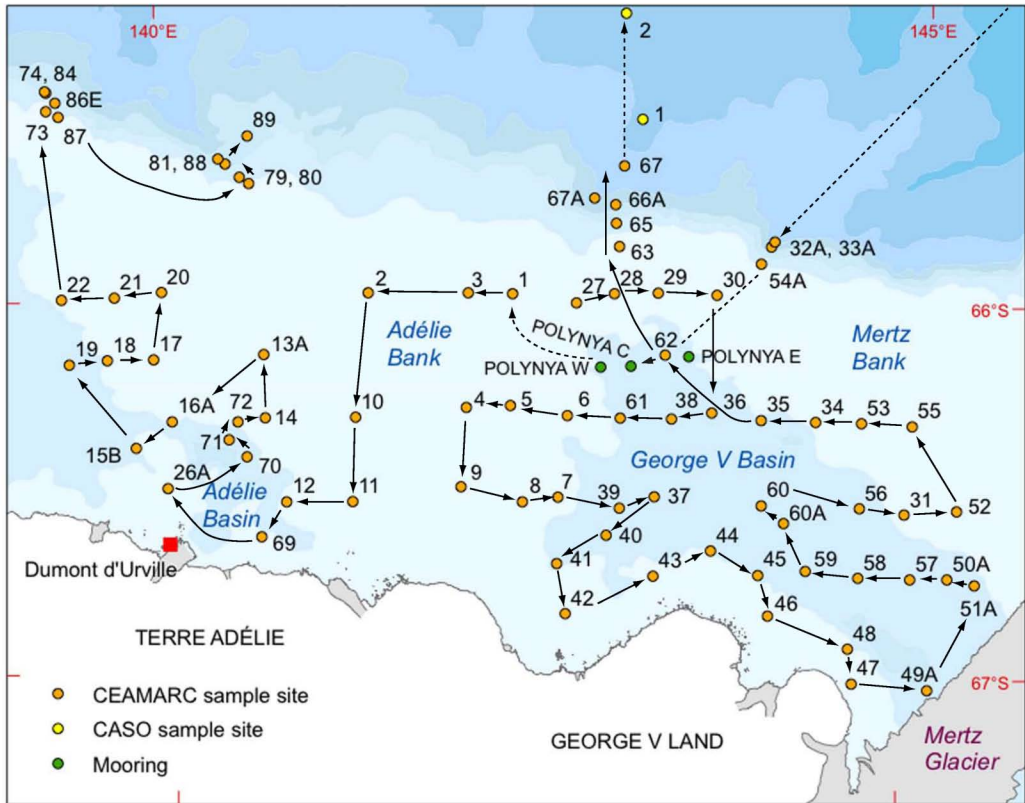 140°E
145°E
2
74, 84
86E
1
89
73
87
67
81, 88
79, 80
67A
66A
65
63
32A, 33A
54A
22
21
20
2
3
1
27
28
29
30
66°S
Adélie
Bank
Mertz
Bank
POLYNYA C
62
POLYNYA E
POLYNYA W
19
18
17
13A
16A
72
14
10
4
5
6
61
38
36
35
34
53
55
15B
71
70
George V Basin
26A
Adélie
Basin
12
11
9
8
7
39
37
60
56
31
52
60A
69
40
Dumont d'Urville
41
43
44
45
59
58
57
50A
42
46
51A
TERRE ADÉLIE
48
47
49A
67°S
CEAMARC sample site
CASO sample site
Mooring
GEORGE V LAND
Mertz
Glacier